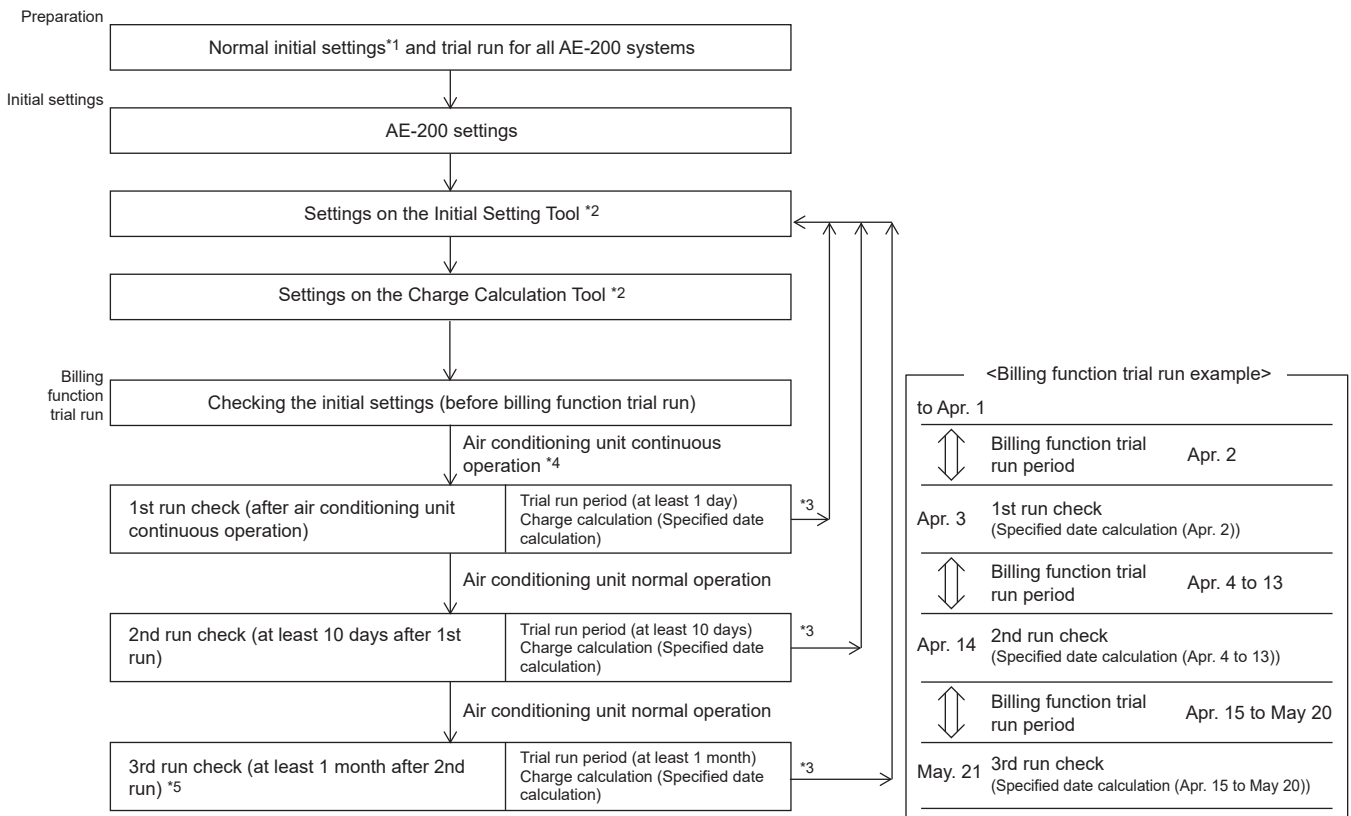 Preparation
Normal initial settings*1 and trial run for all AE-200 systems
Initial settings
AE-200 settings
Settings on the Initial Setting Tool *2
Settings on the Charge Calculation Tool *2
Billing
function
trial run
Checking the initial settings (before billing function trial run)
Air conditioning unit continuous
operation *4
1st run check (after air conditioning unit
continuous operation)
Trial run period (at least 1 day)
Charge calculation (Specified date
calculation)
*3
Air conditioning unit normal operation
2nd run check (at least 10 days after 1st
run)
Trial run period (at least 10 days)
Charge calculation (Specified date
calculation)
*3
Air conditioning unit normal operation
3rd run check (at least 1 month after 2nd
run) *5
Trial run period (at least 1 month)
Charge calculation (Specified date
calculation)
*3
<Billing function trial run example>
to Apr. 1
Billing function trial
run period
Apr. 2
Apr. 3
1st run check
(Specified date calculation (Apr. 2))
Billing function trial
run period
Apr. 4 to 13
Apr. 14
2nd run check
(Specified date calculation (Apr. 4 to 13))
Billing function trial
run period
Apr. 15 to May 20
May. 21
3rd run check
(Specified date calculation (Apr. 15 to May 20))